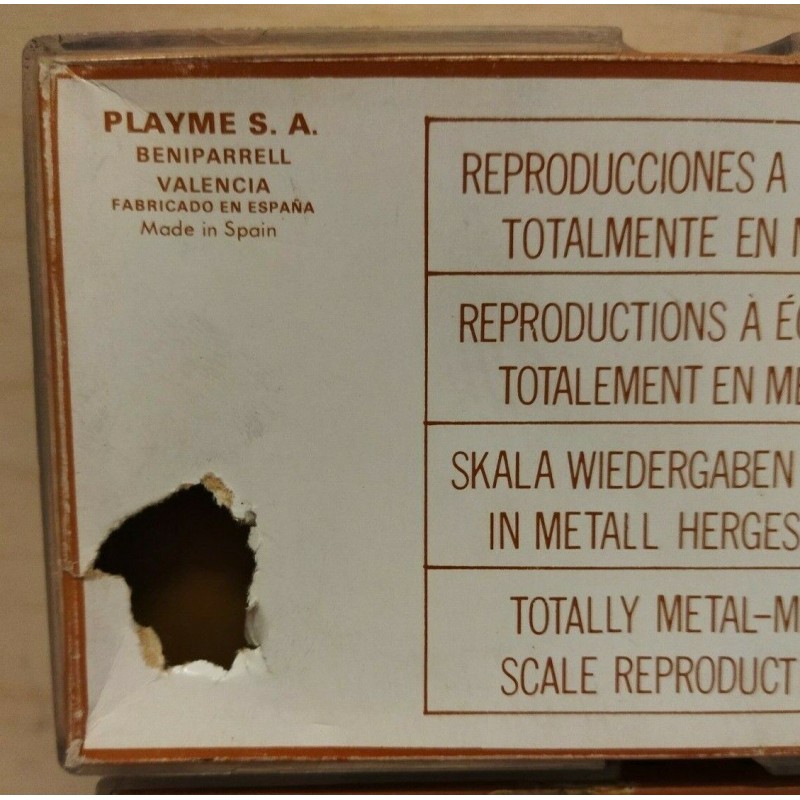 PLAYME S. A.
BENIPARRELL
VALENCIA
FABRICADO EN ESPAÑA
Made in Spain
REPRODUCCIONES A
TOTALMENTE EN
REPRODUCTIONS À
TOTALEMENT EN
SKALA WIEDERGABEN
IN METALL
TOTALLY METAL-
SCALE